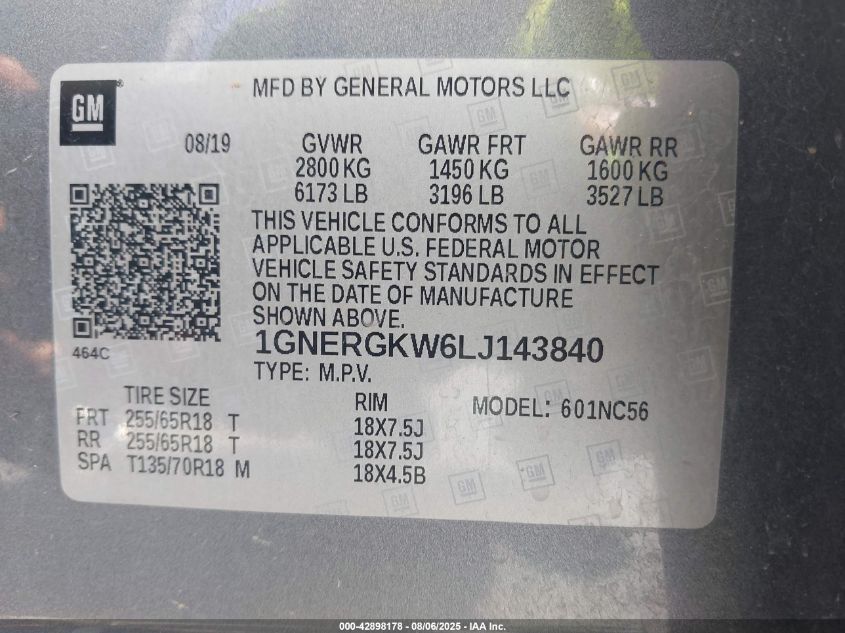 GM
MFD BY GENERAL MOTORS LLC
08/19 GVWR GAWR FRT GAWR RR
2800 KG 1450 KG 1600 KG
6173 LB 3196 LB 3527 LB
THIS VEHICLE CONFORMS TO ALL
APPLICABLE U.S. FEDERAL MOTOR
VEHICLE SAFETY STANDARDS IN EFFECT
ON THE DATE OF MANUFACTURE
SHOWN ABOVE.
464C
1GNERGKW6LJ143840
TYPE: M.P.V.
TIRE SIZE RIM MODEL: 601NC56
FRT 255/65R18 T 18X7.5J
RR 255/65R18 T 18X7.5J
SPA T135/70R18 M 18X4.5B
000-42898178 - 08/06/2025 - IAA Inc.